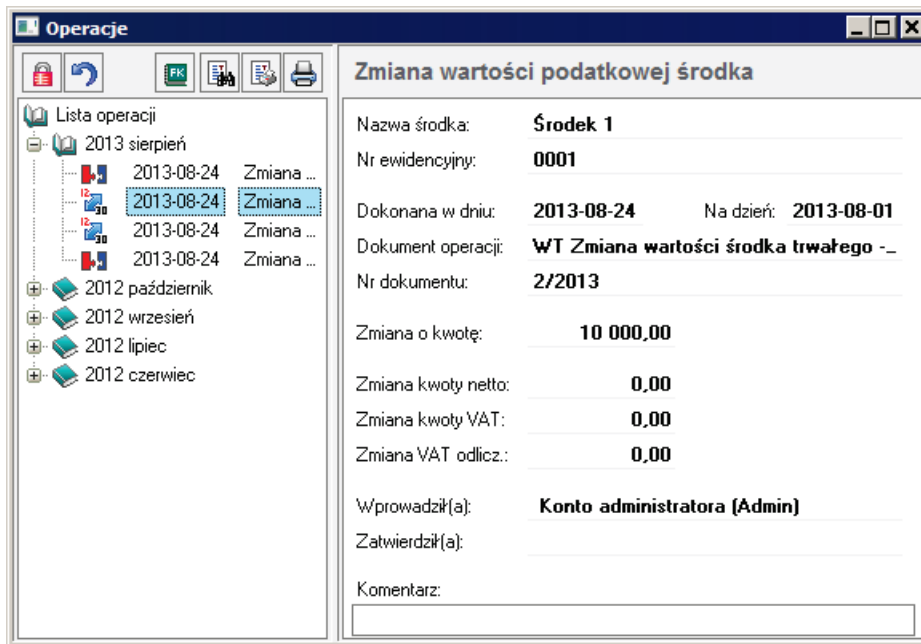 Operacje
FK
Lista operacji
2013 sierpień
2013-08-24 Zmiana ...
2013-08-24 Zmiana ...
2013-08-24 Zmiana ...
2013-08-24 Zmiana ...
2012 październik
2012 wrzesień
2012 lipiec
2012 czerwiec
Zmiana wartości podatkowej środka
Nazwa środka: Środek 1
Nr ewidencyjny: 0001
Dokonana w dniu: 2013-08-24 Na dzień: 2013-08-01
Dokument operacji: WT Zmiana wartości środka trwałego -...
Nr dokumentu: 2/2013
Zmiana o kwotę: 10 000,00
Zmiana kwoty netto: 0,00
Zmiana kwoty VAT: 0,00
Zmiana VAT odlicz.: 0,00
Wprowadził(a): Konto administratora (Admin)
Zatwierdził(a):
Komentarz: